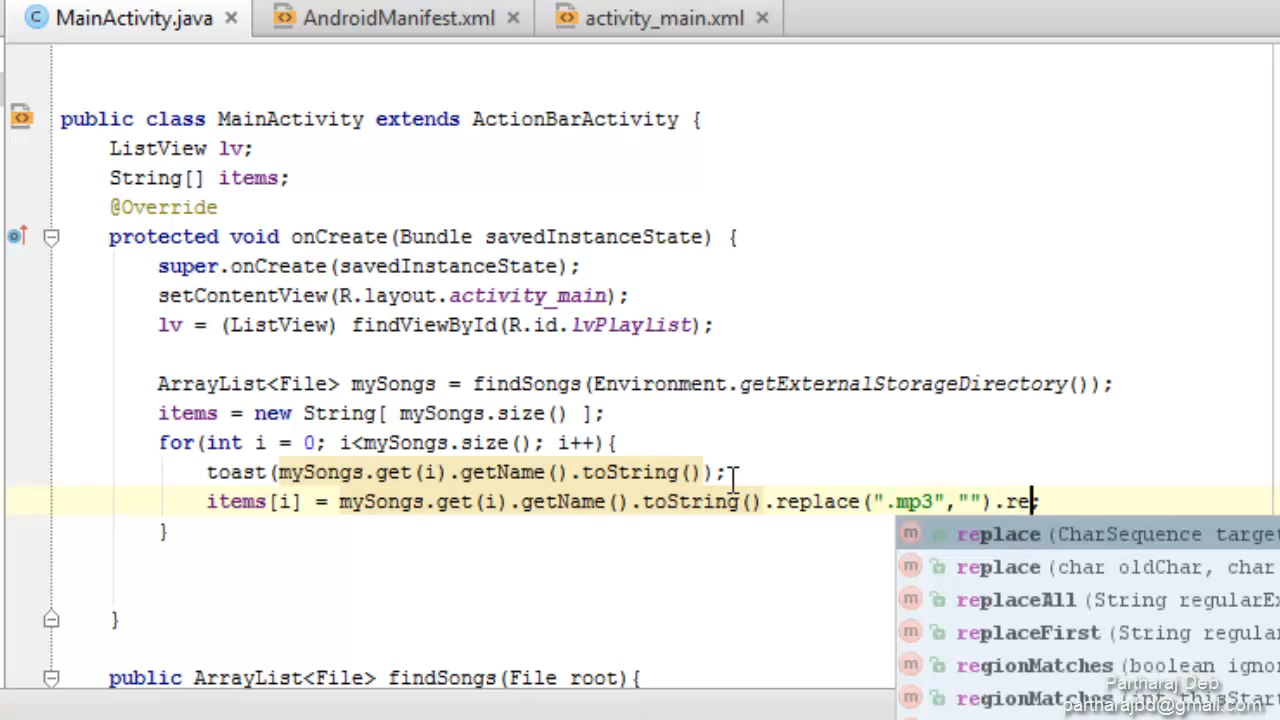 MainActivity.java AndroidManifest.xml activity_main.xml
public class MainActivity extends ActionBarActivity {
ListView lv;
String[] items;
@Override
protected void onCreate(Bundle savedInstanceState) {
super.onCreate(savedInstanceState);
setContentView(R.layout.activity_main);
lv = (ListView) findViewById(R.id.lvPlaylist);
ArrayList<File> mySongs = findSongs(Environment.getExternalStorageDirectory());
items = new String[ mySongs.size() ];
for(int i = 0; i<mySongs.size(); i++){
toast(mySongs.get(i).getName().toString());
items[i] = mySongs.get(i).getName().toString().replace(".mp3","").re;
}
replace(CharSequence target
replace(char oldChar, char
replaceAll(String regularEx
replaceFirst(String regular
regionMatches(boolean ignor
regionMatches(int thisStar
}
public ArrayList<File> findSongs(File root){
Partharaj Deb
partharajbd@gmail.com